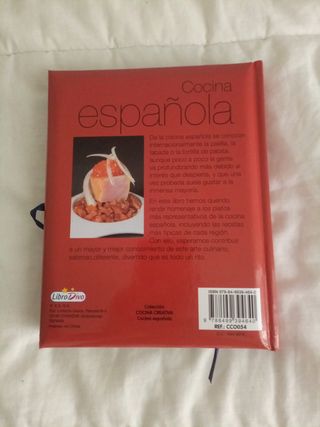 Cocina
española
De la cocina española se conocen
internacionalmente la paella, la
fabada o la tortilla de patata,
aunque poco a poco la gente
va profundizando más, debido al
interés que despierta, y que una
vez probada suele gustar a la
inmensa mayoría.
En este libro hemos querido
rendir homenaje a los platos
más representativos de la cocina
española, incluyendo las recetas
más típicas de cada región.
Con ello, esperamos contribuir
a un mayor y mejor conocimiento de este arte culinario,
diferente, divertido que es todo un rito.
LibroDivo
Colección
COCINA CREATIVA
Cocina española
9 788499 394640
REF.: CCO054